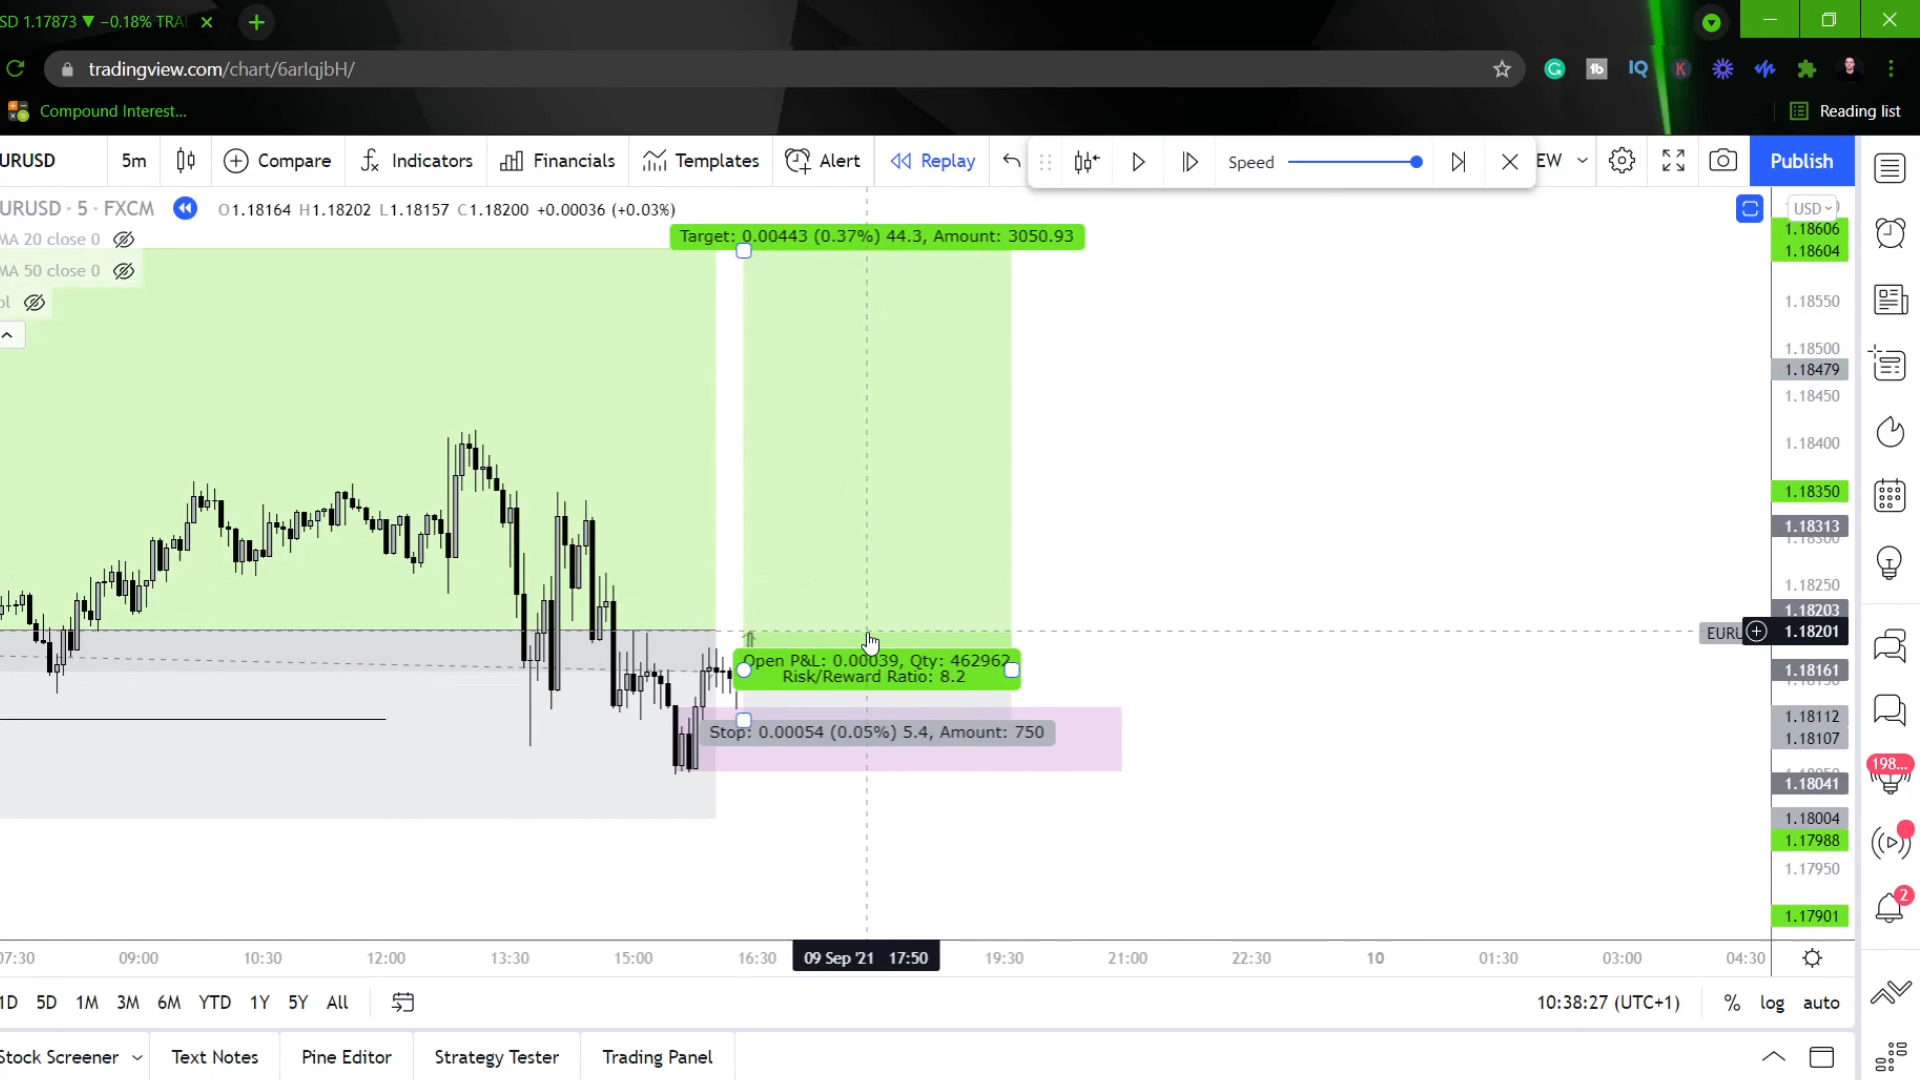 SD 1.17873 ▼ −0.18% TRA
tradingview.com/chart/6arIqjbH/
Compound Interest...
Reading list
URUSD
5m
Compare
Indicators
Financials
Templates
Alert
Replay
Speed
EW
Publish
URUSD · 5 · FXCM
O1.18164 H1.18202 L1.18157 C1.18200 +0.00036 (+0.03%)
MA 20 close 0
MA 50 close 0
ol
USD
Target: 0.00443 (0.37%) 44.3, Amount: 3050.93
Open P&L: 0.00039, Qty: 462962
Risk/Reward Ratio: 8.2
Stop: 0.00054 (0.05%) 5.4, Amount: 750
1.18606
1.18604
1.18550
1.18500
1.18479
1.18450
1.18400
1.18350
1.18313
1.18300
1.18250
1.18203
EURU
1.18201
1.18161
1.18112
1.18107
1.18041
1.18004
1.17988
1.17950
1.17901
198...
2
07:30
09:00
10:30
12:00
13:30
15:00
16:30
09 Sep '21 17:50
19:30
21:00
22:30
10
01:30
03:00
04:30
1D
5D
1M
3M
6M
YTD
1Y
5Y
All
10:38:27 (UTC+1)
%
log
auto
Stock Screener
Text Notes
Pine Editor
Strategy Tester
Trading Panel